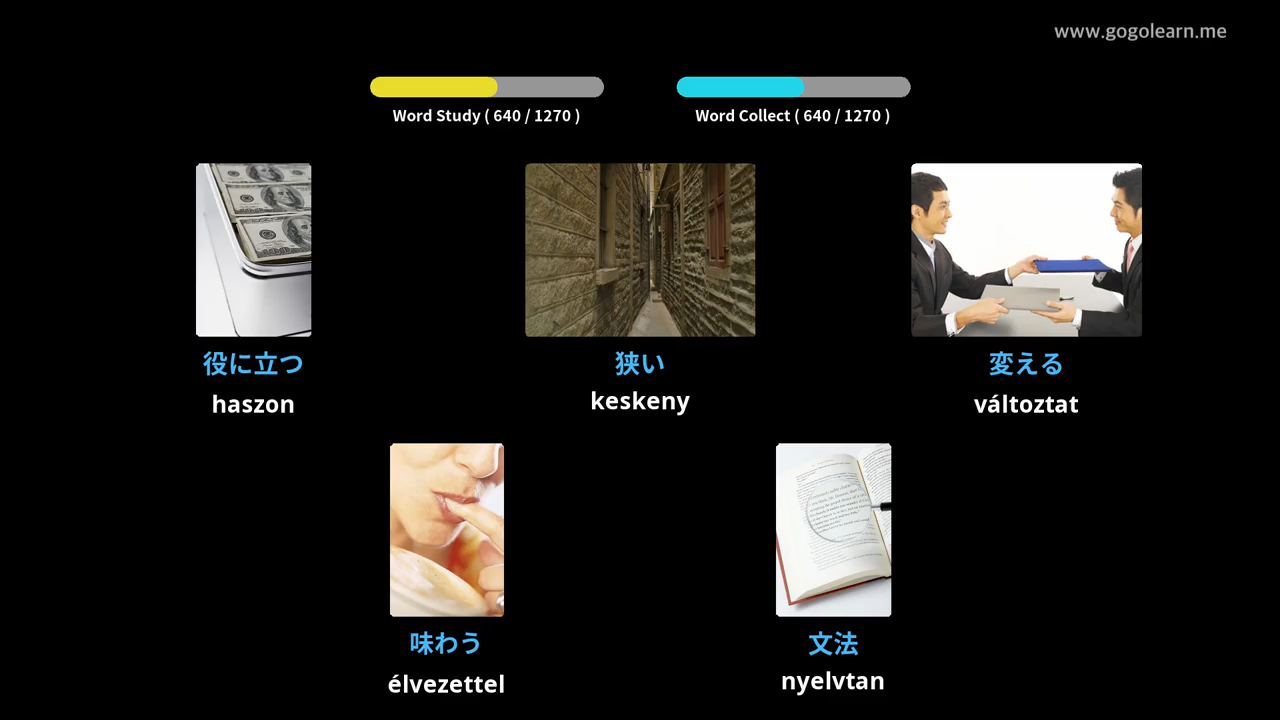 www.gogolearn.me
Word Study ( 640 / 1270 )
Word Collect ( 640 / 1270 )
役に立つ
haszon
狭い
keskeny
変える
változtat
味わう
élvezettel
文法
nyelvtan